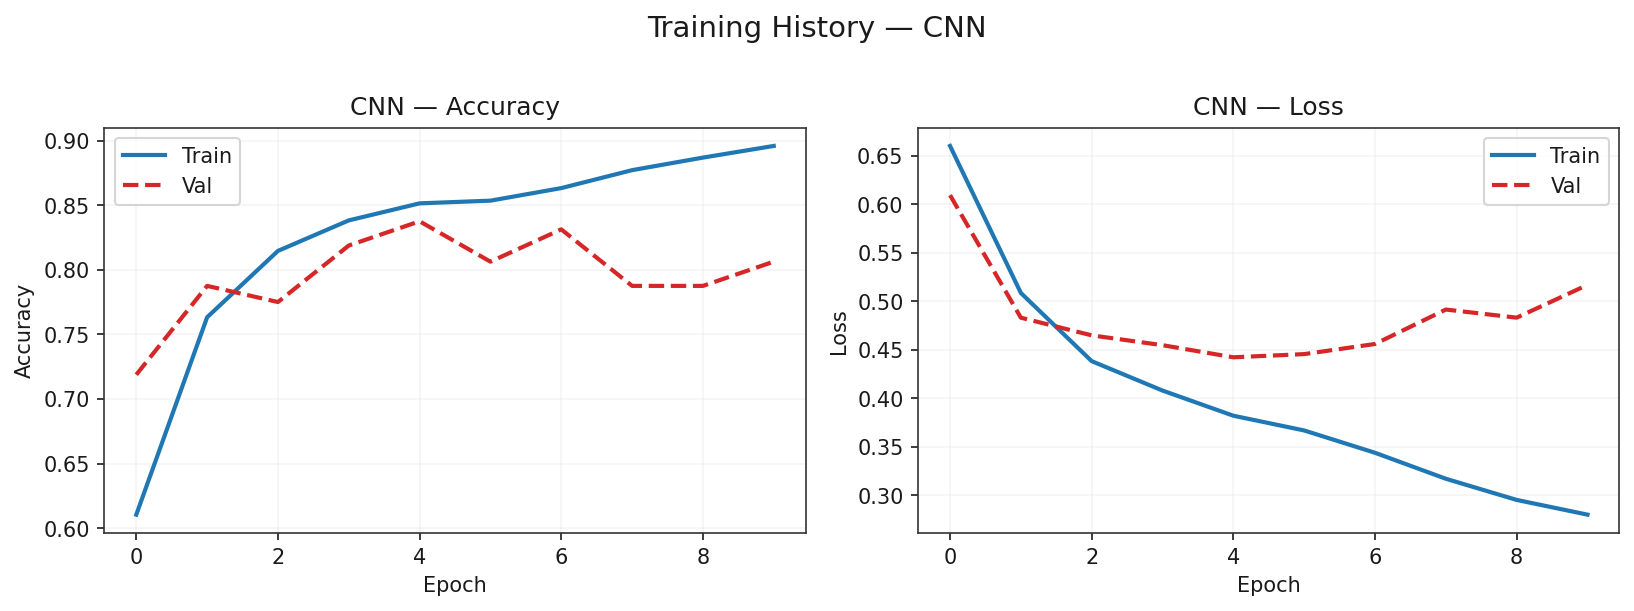 Training History — CNN
CNN — Accuracy
0.90
0.85
0.80
0.75
0.70
0.65
0.60
Accuracy
Train
Val
0 2 4 6 8
Epoch
CNN — Loss
0.65
0.60
0.55
0.50
0.45
0.40
0.35
0.30
Loss
Train
Val
0 2 4 6 8
Epoch